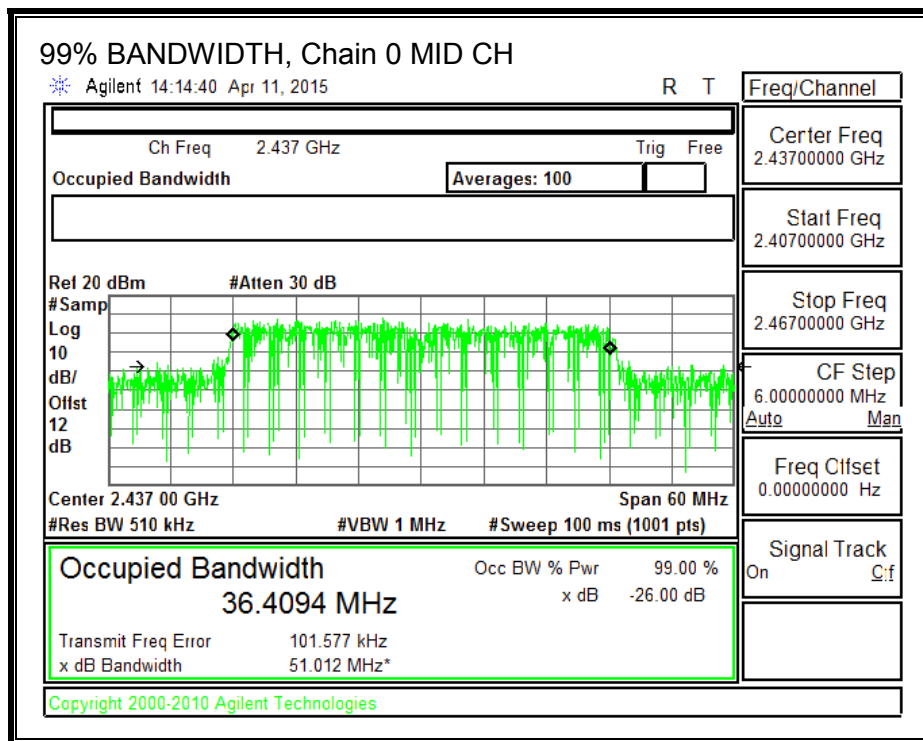 99% BANDWIDTH, Chain 0 MID CH
Agilent 14:14:40 Apr 11, 2015 R T
Freq/Channel
Ch Freq 2.437 GHz Trig Free
Occupied Bandwidth Averages: 100
Center Freq
2.43700000 GHz
Start Freq
2.40700000 GHz
Stop Freq
2.46700000 GHz
CF Step
6.00000000 MHz
Auto Man
Freq Offset
0.00000000 Hz
Signal Track
On Off
Ref 20 dBm #Atten 30 dB
#Samp
Log
10
dB/
Offst
12
dB
Center 2.437 00 GHz Span 60 MHz
#Res BW 510 kHz #VBW 1 MHz #Sweep 100 ms (1001 pts)
Occupied Bandwidth Occ BW % Pwr 99.00 %
36.4094 MHz x dB -26.00 dB
Transmit Freq Error 101.577 kHz
x dB Bandwidth 51.012 MHz*
Copyright 2000-2010 Agilent Technologies